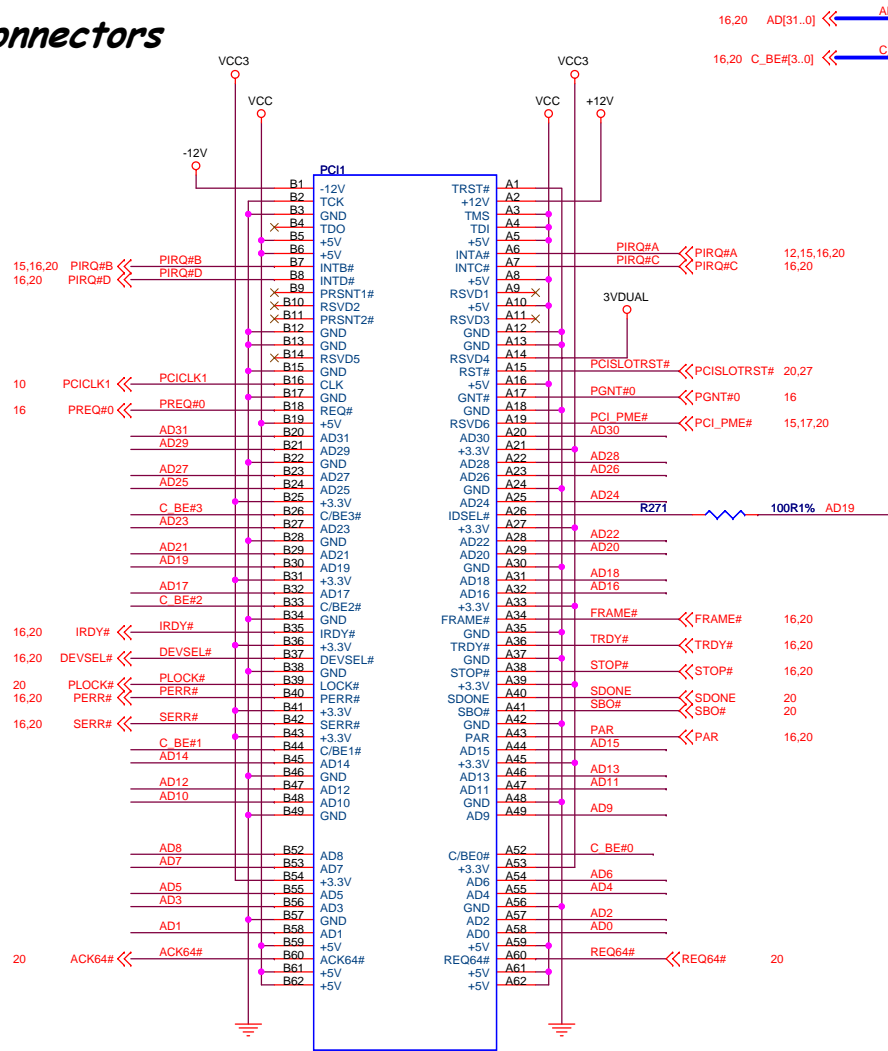 onnectors
16,20 AD[31..0]
16,20 C_BE#[3..0]
VCC3 VCC3
VCC VCC +12V
-12V
PCI1
B1 -12V TRST# A1
B2 TCK +12V A2
B3 GND TMS A3
B4 TDO TDI A4
B5 +5V +5V A5
PIRQ#A
B6 +5V INTA# A6 PIRQ#A 12,15,16,20
15,16,20 PIRQ#B PIRQ#B B7 INTB# INTC# A7 PIRQ#C PIRQ#C 16,20
16,20 PIRQ#D PIRQ#D B8 INTD# +5V A8
B9 PRSNT1# RSVD1 A9
B10 RSVD2 +5V A10 3VDUAL
B11 PRSNT2# RSVD3 A11
B12 GND GND A12
B13 GND GND A13
B14 RSVD5 RSVD4 A14
B15 GND RST# A15 PCISLOTRST# PCISLOTRST# 20,27
10 PCICLK1 PCICLK1 B16 CLK +5V A16
B17 GND GNT# A17 PGNT#0 PGNT#0 16
16 PREQ#0 PREQ#0 B18 REQ# GND A18
B19 +5V RSVD6 A19 PCI_PME# PCI_PME# 15,17,20
AD31 B20 AD31 AD30 A20 AD30
AD29 B21 AD29 +3.3V A21
B22 GND AD28 A22 AD28
AD27 B23 AD27 AD26 A23 AD26
AD25 B24 AD25 GND A24
B25 +3.3V AD24 A25 AD24
C_BE#3 B26 C/BE3# IDSEL# A26 R271 100R1% AD19
AD23 B27 AD23 +3.3V A27
B28 GND AD22 A28 AD22
AD21 B29 AD21 AD20 A29 AD20
AD19 B30 AD19 GND A30
B31 +3.3V AD18 A31 AD18
AD17 B32 AD17 AD16 A32 AD16
C_BE#2 B33 C/BE2# +3.3V A33
B34 GND FRAME# A34 FRAME# FRAME# 16,20
16,20 IRDY# IRDY# B35 IRDY# GND A35
B36 +3.3V TRDY# A36 TRDY# TRDY# 16,20
16,20 DEVSEL# DEVSEL# B37 DEVSEL# GND A37
B38 GND STOP# A38 STOP# STOP# 16,20
20 PLOCK# PLOCK# B39 LOCK# +3.3V A39
16,20 PERR# PERR# B40 PERR# SDONE A40 SDONE SDONE 20
B41 +3.3V SBO# A41 SBO# SBO# 20
16,20 SERR# SERR# B42 SERR# GND A42
B43 +3.3V PAR A43 PAR PAR 16,20
C_BE#1 B44 C/BE1# AD15 A44 AD15
AD14 B45 AD14 +3.3V A45
B46 GND AD13 A46 AD13
AD12 B47 AD12 AD11 A47 AD11
AD10 B48 AD10 GND A48
B49 GND AD9 A49 AD9
AD8 B52 AD8 C/BE0# A52 C_BE#0
AD7 B53 AD7 +3.3V A53
B54 +3.3V AD6 A54 AD6
AD5 B55 AD5 AD4 A55 AD4
AD3 B56 AD3 GND A56
B57 GND AD2 A57 AD2
AD1 B58 AD1 AD0 A58 AD0
B59 +5V +5V A59
20 ACK64# ACK64# B60 ACK64# REQ64# A60 REQ64# REQ64# 20
B61 +5V +5V A61
B62 +5V +5V A62